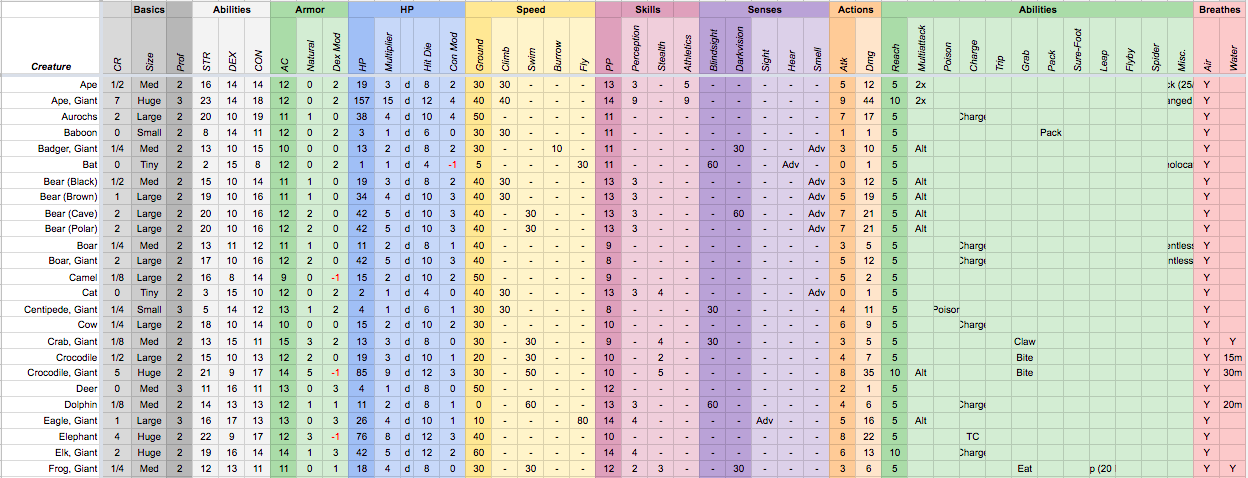 Basics Abilities Armor HP Speed Skills Senses Actions Abilities Breathes
Creature CR Size Prof STR DEX CON AC Natural Dex Mod HP Multiplier Hit Die Con Mod Ground Climb Swim Burrow Fly PP Perception Stealth Athletics Blindsight Darkvision Sight Hear Smell Atk Dmg Reach Multiattack Poison Charge Trip Grab Pack Sure-Foot Leap Flyby Spider Misc. Air Water
Ape 1/2 Med 2 16 14 14 12 0 2 19 3 d 8 2 30 30 - - - 13 3 - 5 - - - - - 5 12 5 2x ck (25/ Y
Ape, Giant 7 Huge 3 23 14 18 12 0 2 157 15 d 12 4 40 40 - - - 14 9 - 9 - - - - - 9 44 10 2x anged Y
Aurochs 2 Large 2 20 10 19 11 1 0 38 4 d 10 4 50 - - - - 11 - - - - - - - - 7 17 5 Charge Y
Baboon 0 Small 2 8 14 11 12 0 2 3 1 d 6 0 30 30 - - - 11 - - - - - - - - 1 1 5 Pack Y
Badger, Giant 1/4 Med 2 13 10 15 10 0 0 13 2 d 8 2 30 - - 10 - 11 - - - - 30 - - Adv 3 10 5 Alt Y
Bat 0 Tiny 2 2 15 8 12 0 2 1 1 d 4 -1 5 - - - 30 11 - - - 60 - - Adv - 0 1 5 olocat Y
Bear (Black) 1/2 Med 2 15 10 14 11 1 0 19 3 d 8 2 40 30 - - - 13 3 - - - - - - Adv 3 12 5 Alt Y
Bear (Brown) 1 Large 2 19 10 16 11 1 0 34 4 d 10 3 40 30 - - - 13 3 - - - - - - Adv 5 19 5 Alt Y
Bear (Cave) 2 Large 2 20 10 16 12 2 0 42 5 d 10 3 40 - 30 - - 13 3 - - - 60 - - Adv 7 21 5 Alt Y
Bear (Polar) 2 Large 2 20 10 16 12 2 0 42 5 d 10 3 40 - 30 - - 13 3 - - - - - - Adv 7 21 5 Alt Y
Boar 1/4 Med 2 13 11 12 11 1 0 11 2 d 8 1 40 - - - - 9 - - - - - - - - 3 5 5 Charge entless Y
Boar, Giant 2 Large 2 17 10 16 12 2 0 42 5 d 10 3 40 - - - - 8 - - - - - - - - 5 12 5 Charge ntless Y
Camel 1/8 Large 2 16 8 14 9 0 -1 15 2 d 10 2 50 - - - - 9 - - - - - - - - 5 2 5 Y
Cat 0 Tiny 2 3 15 10 12 0 2 2 1 d 4 0 40 30 - - - 13 3 4 - - - - - Adv 0 1 5 Y
Centipede, Giant 1/4 Small 3 5 14 12 13 1 2 4 1 d 6 1 30 30 - - - 8 - - - 30 - - - - 4 11 5 Poison Y
Cow 1/4 Large 2 18 10 14 10 0 0 15 2 d 10 2 30 - - - - 10 - - - - - - - - 6 9 5 Charge Y
Crab, Giant 1/8 Med 2 13 15 11 15 3 2 13 3 d 8 0 30 - 30 - - 9 - 4 - 30 - - - - 3 5 5 Claw Y Y
Crocodile 1/2 Large 2 15 10 13 12 2 0 19 3 d 10 1 20 - 30 - - 10 - 2 - - - - - - 4 7 5 Bite Y 15m
Crocodile, Giant 5 Huge 3 21 9 17 14 5 -1 85 9 d 12 3 30 - 50 - - 10 - 5 - - - - - - 8 35 10 Alt Bite Y 30m
Deer 0 Med 3 11 16 11 13 0 3 4 1 d 8 0 50 - - - - 12 - - - - - - - - 2 1 5 Y
Dolphin 1/8 Med 2 14 13 13 12 1 1 11 2 d 8 1 0 - 60 - - 13 3 - - 60 - - - - 4 6 5 Charge Y 20m
Eagle, Giant 1 Large 3 16 17 13 13 0 3 26 4 d 10 1 10 - - - 80 14 4 - - - - Adv - - 5 16 5 Alt Y
Elephant 4 Huge 2 22 9 17 12 3 -1 76 8 d 12 3 40 - - - - 10 - - - - - - - - 8 22 5 TC Y
Elk, Giant 2 Huge 2 19 16 14 14 1 3 42 5 d 12 2 60 - - - - 14 4 - - - - - - - 6 13 10 Charge Y
Frog, Giant 1/4 Med 2 12 13 11 11 0 1 18 4 d 8 0 30 - 30 - - 12 2 3 - - 30 - - - 3 6 5 Eat p (20 Y Y